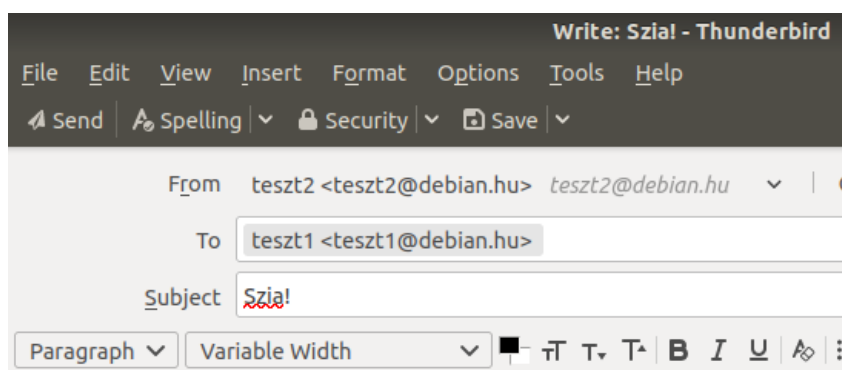 Write: Szia! - Thunderbird
File Edit View Insert Format Options Tools Help
Send Spelling Security Save
From teszt2 <teszt2@debian.hu> teszt2@debian.hu
To teszt1 <teszt1@debian.hu>
Subject Szia!
Paragraph Variable Width B I U